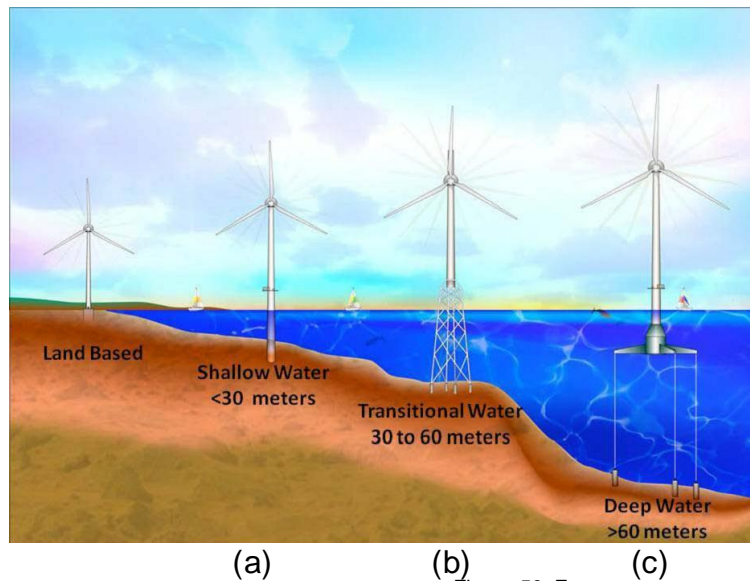 Land Based
Shallow Water
<30 meters
Transitional Water
30 to 60 meters
Deep Water
>60 meters
(a) (b) (c)